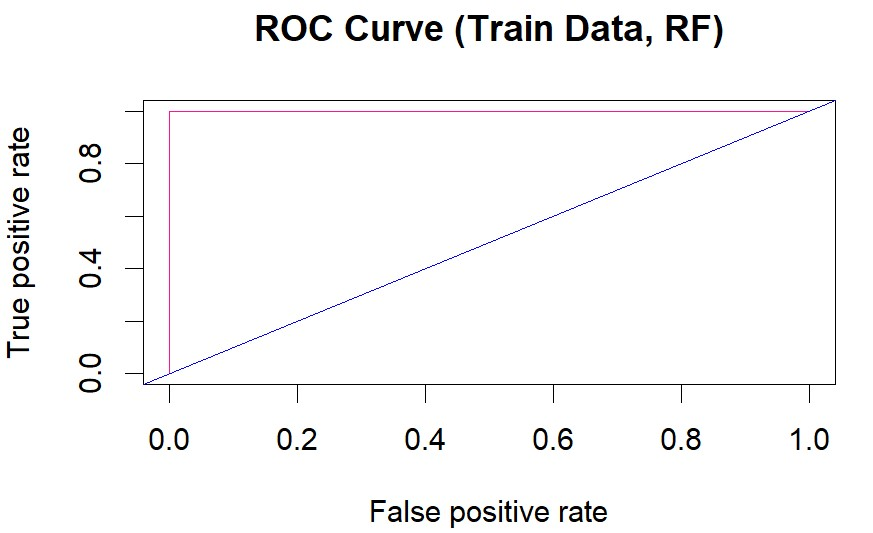 ROC Curve (Train Data, RF)
True positive rate
0.8
0.4
0.0
0.0 0.2 0.4 0.6 0.8 1.0
False positive rate